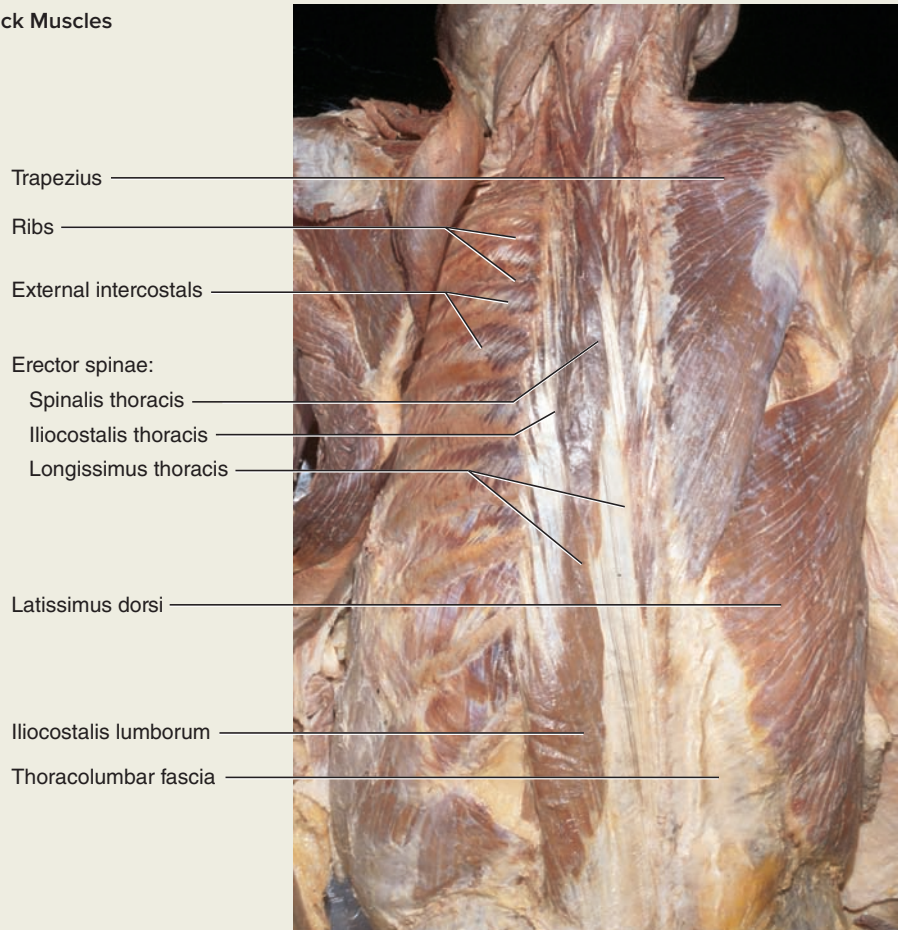 ck Muscles
Trapezius
Ribs
External intercostals
Erector spinae:
Spinalis thoracis
Iliocostalis thoracis
Longissimus thoracis
Latissimus dorsi
Iliocostalis lumborum
Thoracolumbar fascia